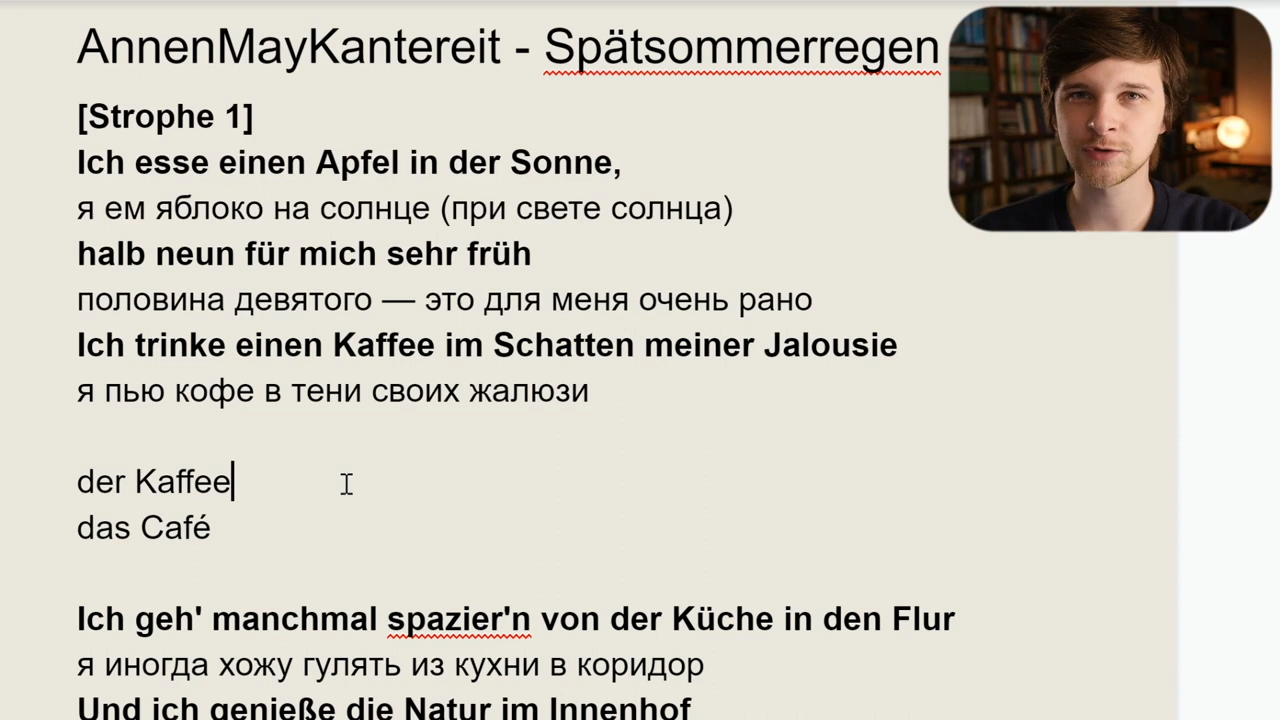 AnnenMayKantereit - Spätsommerregen
[Strophe 1]
Ich esse einen Apfel in der Sonne,
я ем яблоко на солнце (при свете солнца)
halb neun für mich sehr früh
половина девятого — это для меня очень рано
Ich trinke einen Kaffee im Schatten meiner Jalousie
я пью кофе в тени своих жалюзи
der Kaffee
das Café
Ich geh' manchmal spazier'n von der Küche in den Flur
я иногда хожу гулять из кухни в коридор
Und ich genieße die Natur im Innenhof